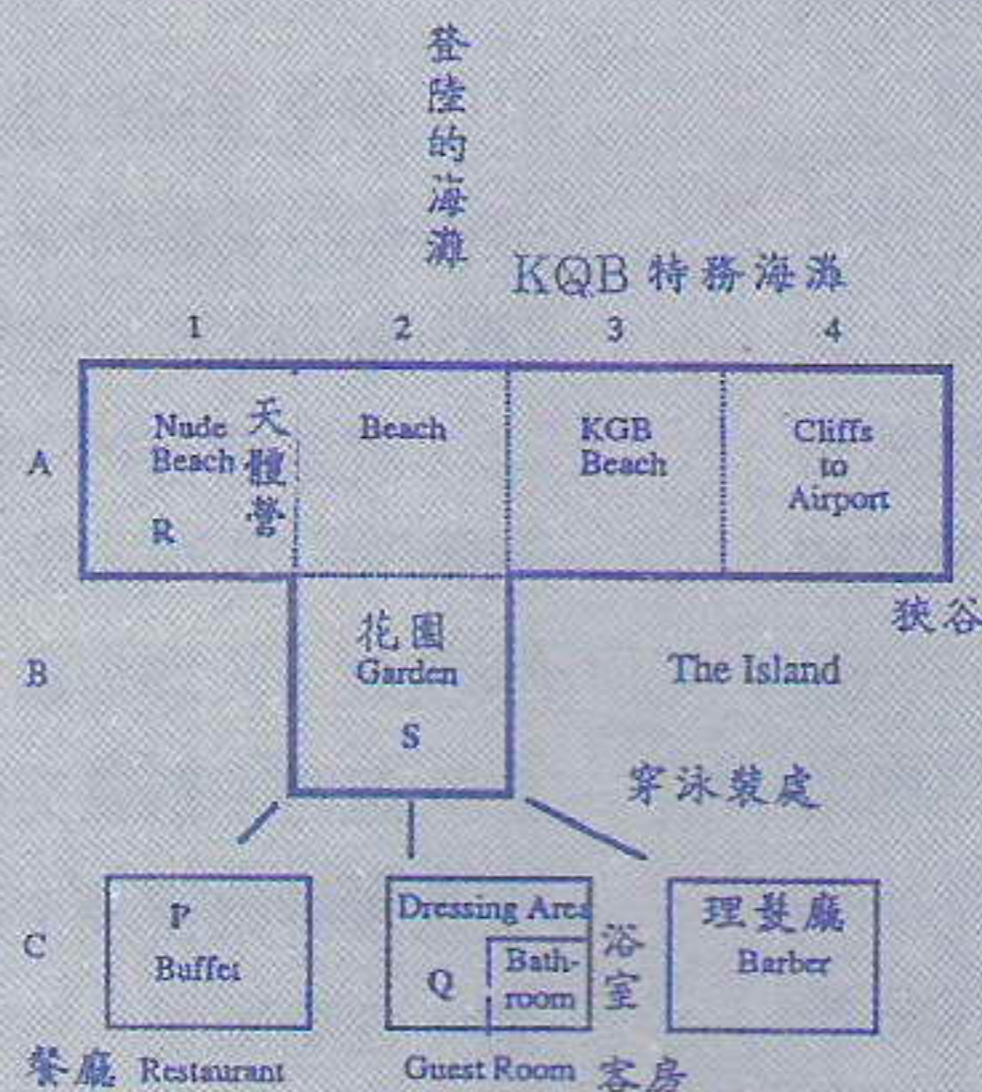 登陸的海灘
KQB 特務海灘
1 2 3 4
A
Nude
Beach
天體營
R
Beach
KGB
Beach
Cliffs
to
Airport
狹谷
B
花園
Garden
S
The Island
穿泳裝處
C
P
Buffet
Dressing Area
Q
Bath-
room
浴室
理髮廳
Barber
餐廳 Restaurant
Guest Room 客房